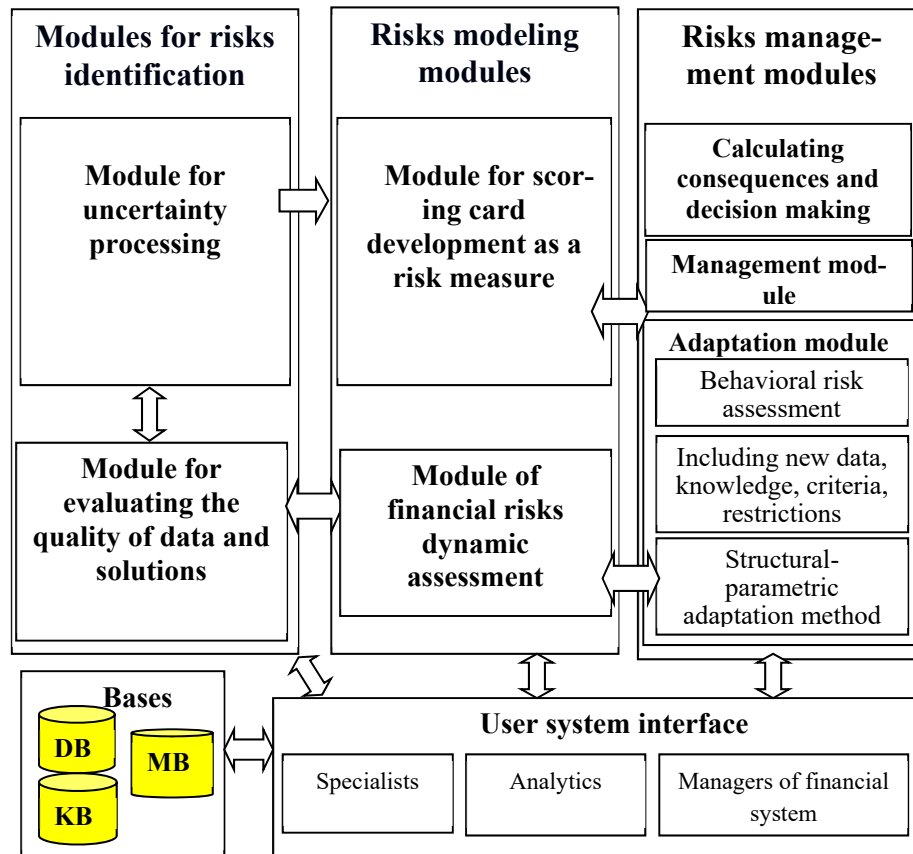 Modules for risks
identification
Module for
uncertainty
processing
Module for
evaluating the
quality of data and
solutions
Risks modeling
modules
Module for scor-
ing card
development as a
risk measure
Module of
financial risks
dynamic
assessment
Risks manage-
ment modules
Calculating
consequences and
decision making
Management mod-
ule
Adaptation module
Behavioral risk
assessment
Including new data,
knowledge, criteria,
restrictions
Structural-
parametric
adaptation method
Bases
DB
MB
KB
User system interface
Specialists
Analytics
Managers of financial
system